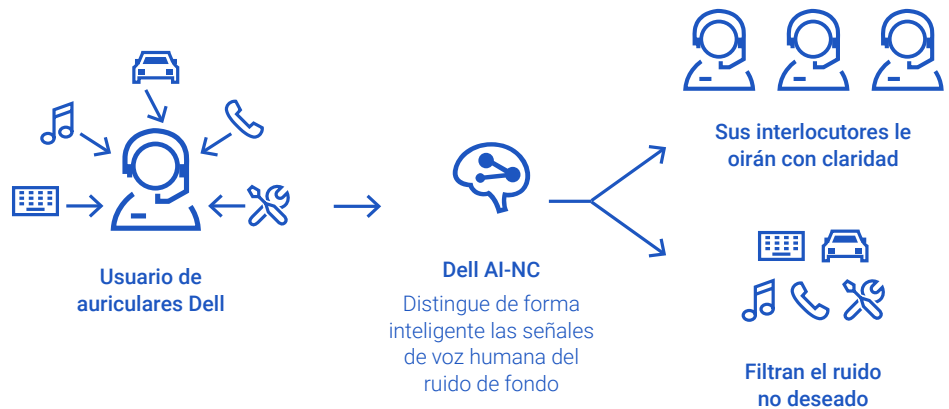 Usuario de
auriculares Dell
Dell AI-NC
Distingue de forma
inteligente las señales
de voz humana del
ruido de fondo
Sus interlocutores le
oirán con claridad
Filtran el ruido
no deseado